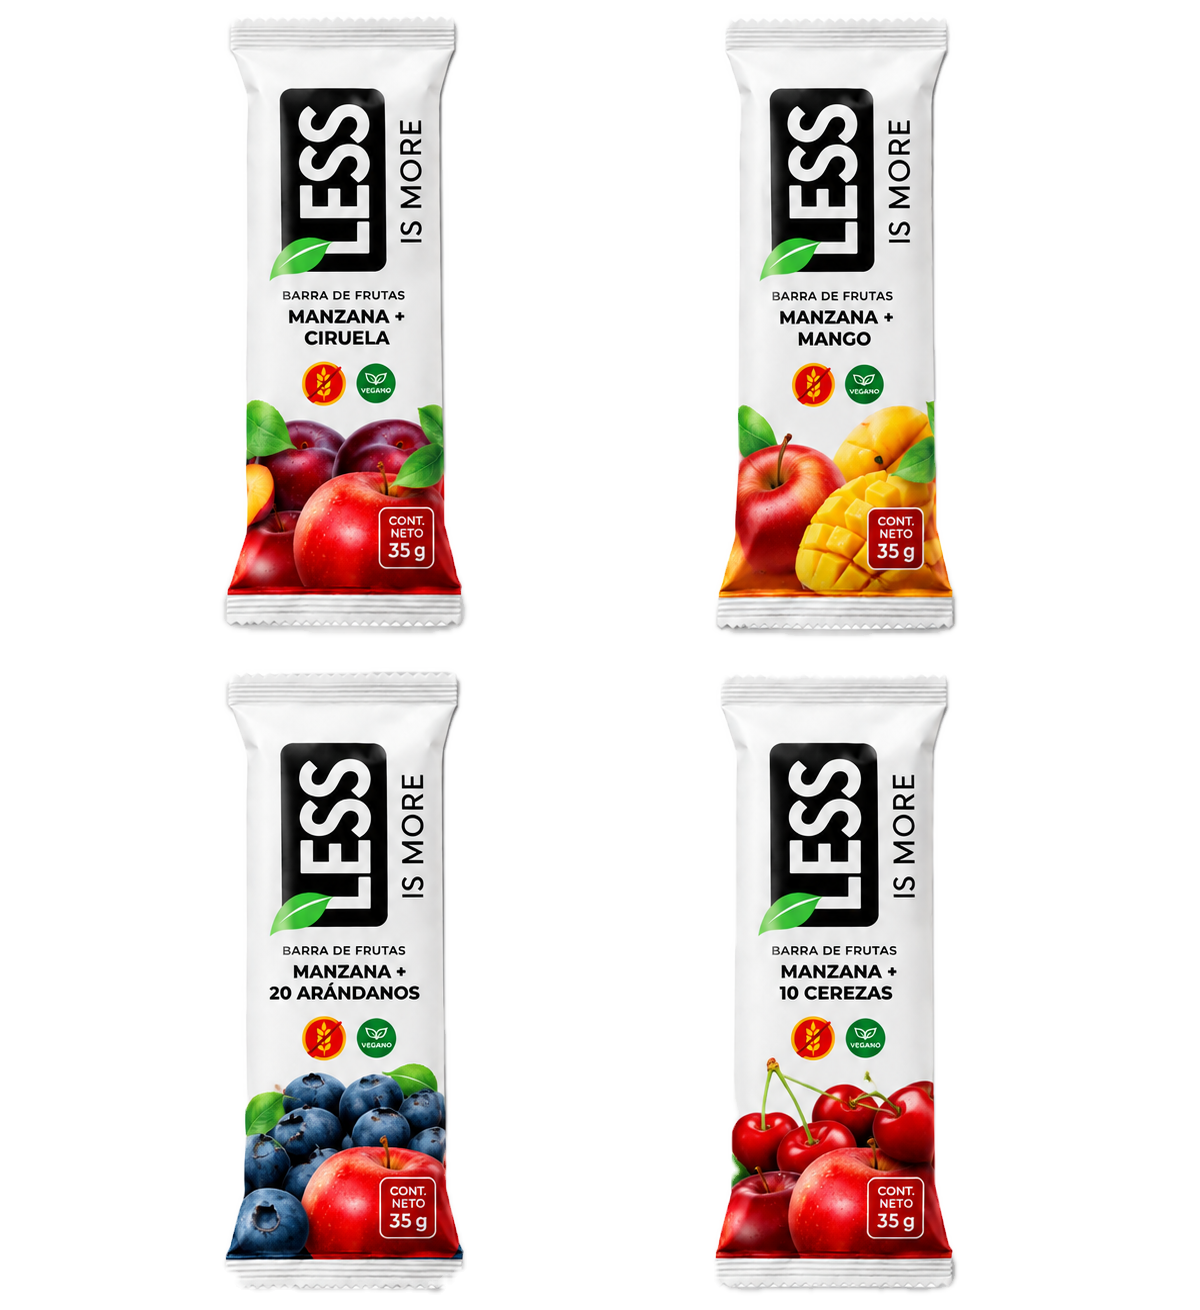 LESS
IS MORE
BARRA DE FRUTAS
MANZANA +
CIRUELA
VEGANO
CONT.
NETO
35 g
LESS
IS MORE
BARRA DE FRUTAS
MANZANA +
MANGO
VEGANO
CONT.
NETO
35 g
LESS
IS MORE
BARRA DE FRUTAS
MANZANA +
20 ARÁNDANOS
VEGANO
CONT.
NETO
35 g
LESS
IS MORE
BARRA DE FRUTAS
MANZANA +
10 CEREZAS
VEGANO
CONT.
NETO
35 g